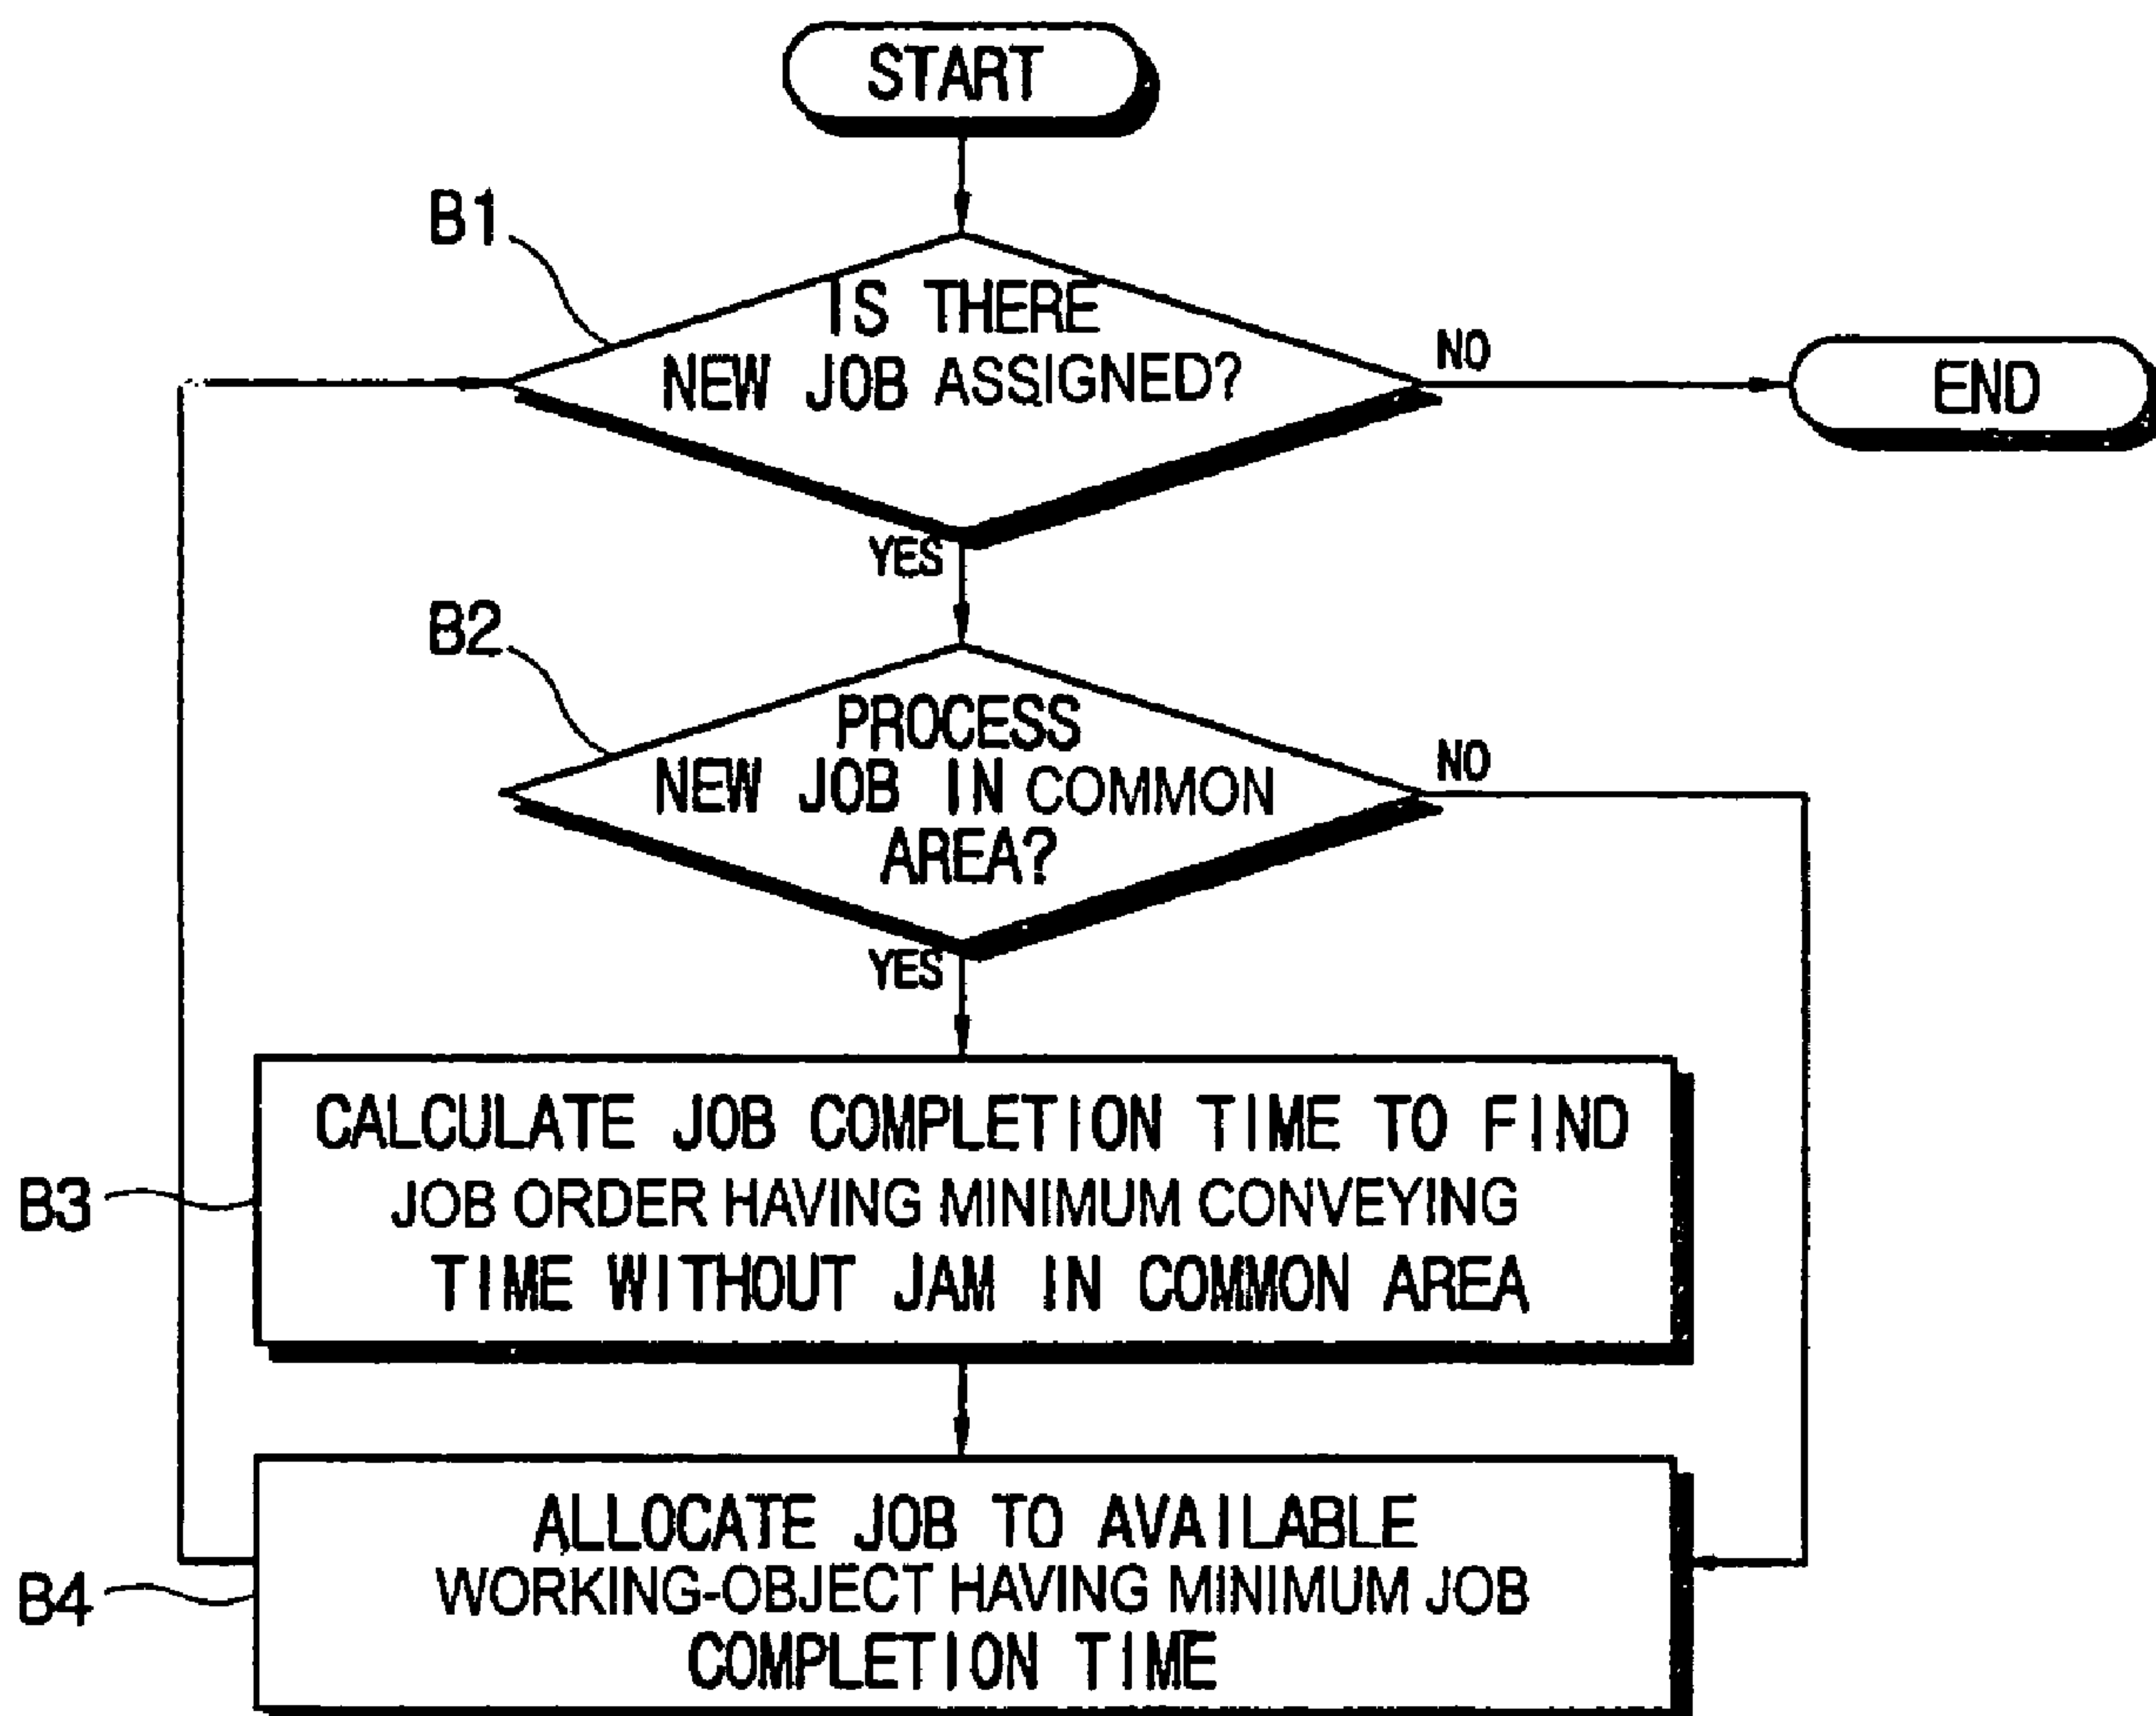 START
B1
IS THERE
NEW JOB ASSIGNED?
NO
END
YES
B2
PROCESS
NEW JOB IN COMMON
AREA?
NO
YES
B3
CALCULATE JOB COMPLETION TIME TO FIND
JOB ORDER HAVING MINIMUM CONVEYING
TIME WITHOUT JAM IN COMMON AREA
B4
ALLOCATE JOB TO AVAILABLE
WORKING-OBJECT HAVING MINIMUM JOB
COMPLETION TIME